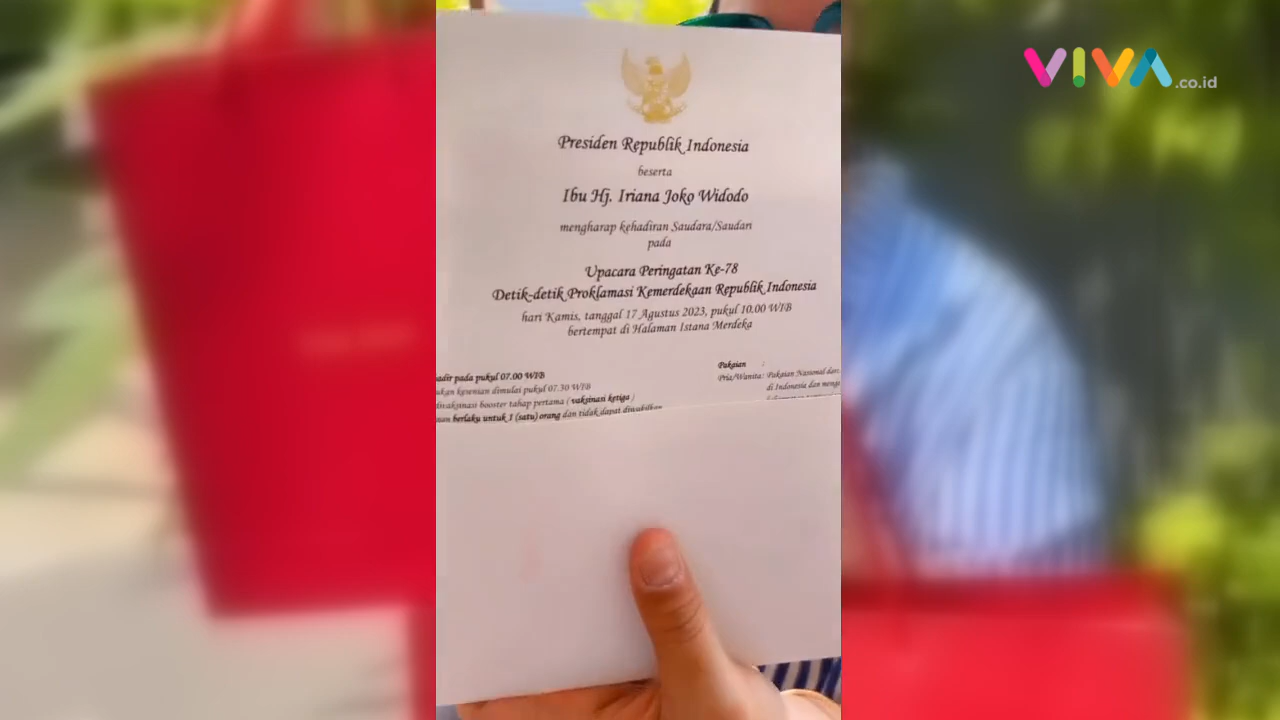 VIVA.co.id
Presiden Republik Indonesia
beserta
Ibu Hj. Iriana Joko Widodo
mengharap kehadiran Saudara/Saudari
pada
Upacara Peringatan Ke-78
Detik-detik Proklamasi Kemerdekaan Republik Indonesia
hari Kamis, tanggal 17 Agustus 2023, pukul 10.00 WIB
bertempat di Halaman Istana Merdeka
pada pukul 07.00 WIB
kesenian dimulai pukul 07.30 WIB
booster tahap pertama (vaksinasi ketiga)
berlaku untuk 1 (satu) orang dan tidak dapat
Pakaian :
Pria/Wanita: Pakaian Nasional
di Indonesia dan